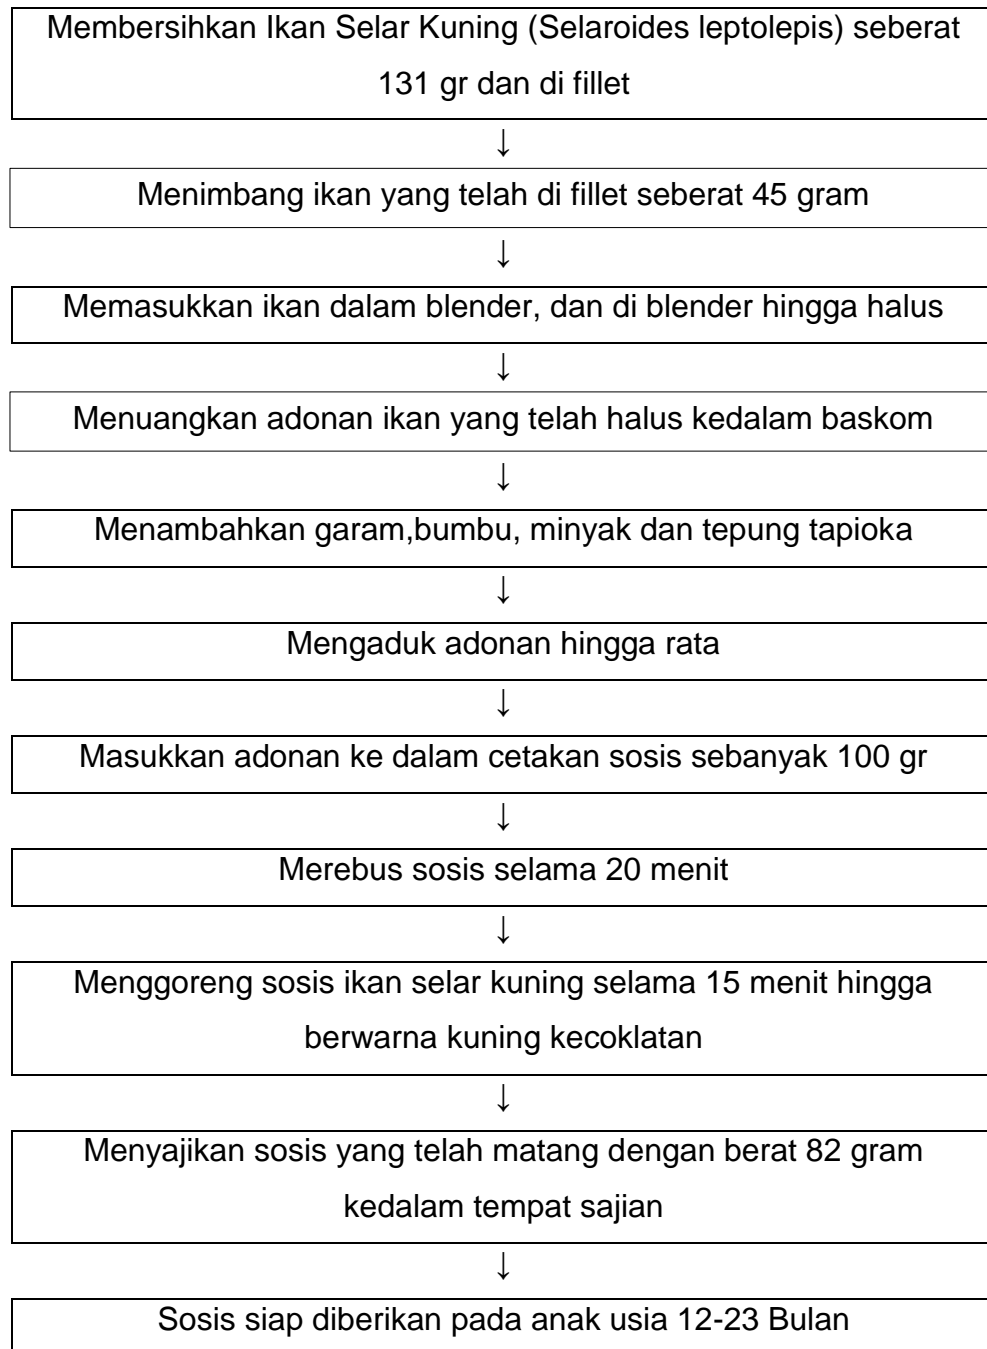 Membersihkan Ikan Selar Kuning (Selaroides leptolepis) seberat
131 gr dan di fillet
↓
Menimbang ikan yang telah di fillet seberat 45 gram
↓
Memasukkan ikan dalam blender, dan di blender hingga halus
↓
Menuangkan adonan ikan yang telah halus kedalam baskom
↓
Menambahkan garam,bumbu, minyak dan tepung tapioka
↓
Mengaduk adonan hingga rata
↓
Masukkan adonan ke dalam cetakan sosis sebanyak 100 gr
↓
Merebus sosis selama 20 menit
↓
Menggoreng sosis ikan selar kuning selama 15 menit hingga
berwarna kuning kecoklatan
↓
Menyajikan sosis yang telah matang dengan berat 82 gram
kedalam tempat sajian
↓
Sosis siap diberikan pada anak usia 12-23 Bulan